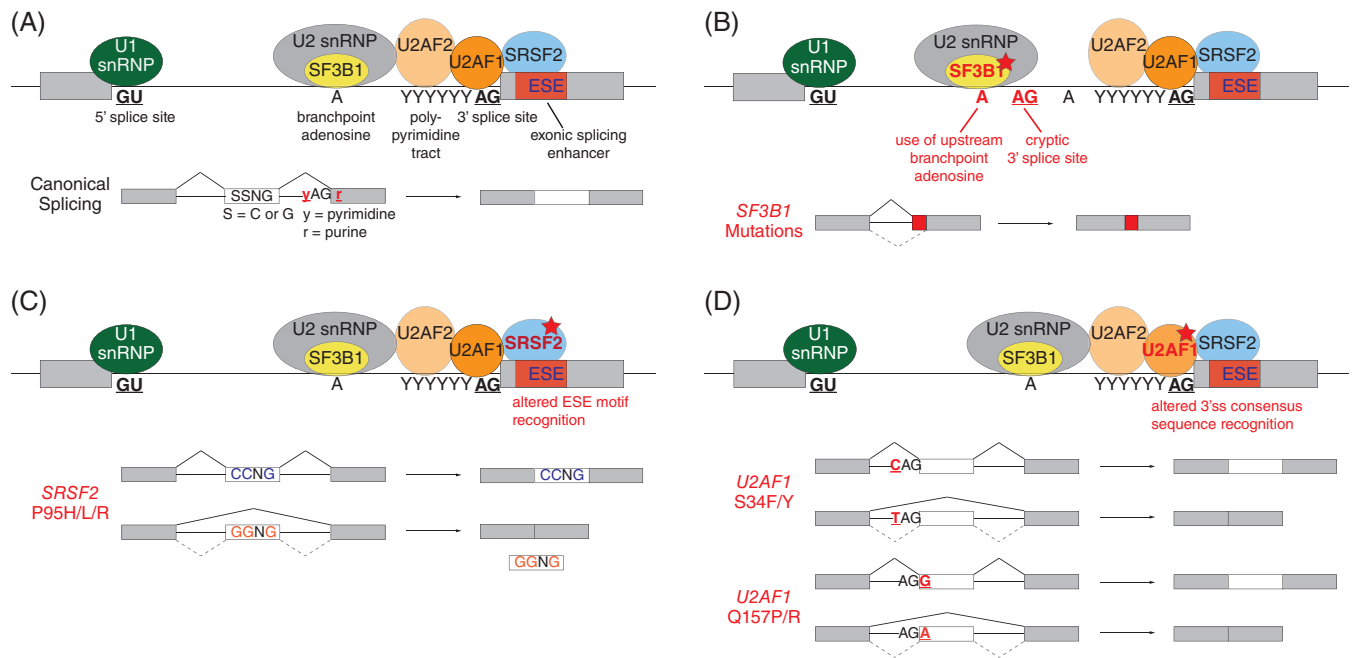 (A)
U1
snRNP
U2 snRNP
SF3B1
U2AF2
U2AF1
SRSF2
ESE
GU
A
YYYYYY
AG
5' splice site
branchpoint
adenosine
poly-
pyrimidine
tract
3' splice site
exonic splicing
enhancer
Canonical
Splicing
SSNG
yAG r
S = C or G
y = pyrimidine
r = purine
(B)
U1
snRNP
U2 snRNP
SF3B1
U2AF2
U2AF1
SRSF2
ESE
GU
A
AG
A
YYYYYY
AG
use of upstream
branchpoint
adenosine
cryptic
3' splice site
SF3B1
Mutations
(C)
U1
snRNP
U2 snRNP
SF3B1
U2AF2
U2AF1
SRSF2
ESE
GU
A
YYYYYY
AG
altered ESE motif
recognition
SRSF2
P95H/L/R
CCNG
CCNG
GGNG
GGNG
(D)
U1
snRNP
U2 snRNP
SF3B1
U2AF2
U2AF1
SRSF2
ESE
GU
A
YYYYY
AG
altered 3'ss consensus
sequence recognition
U2AF1
S34F/Y
CAG
TAG
U2AF1
Q157P/R
AGG
AGA